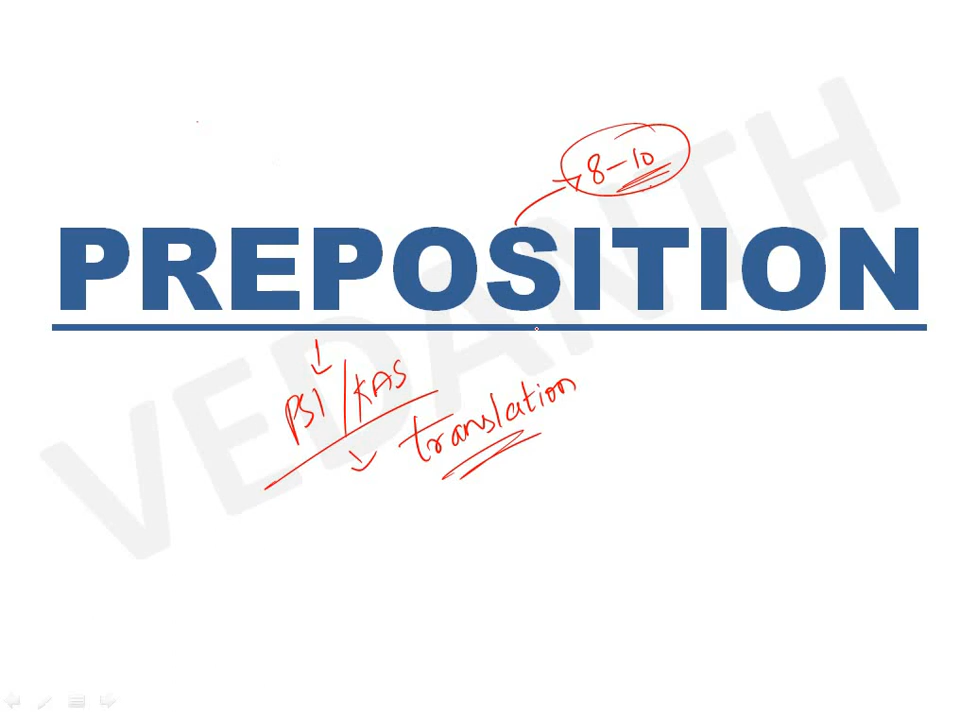 8-10
PREPOSITION
PSI / KAS
translation
VEDANTH